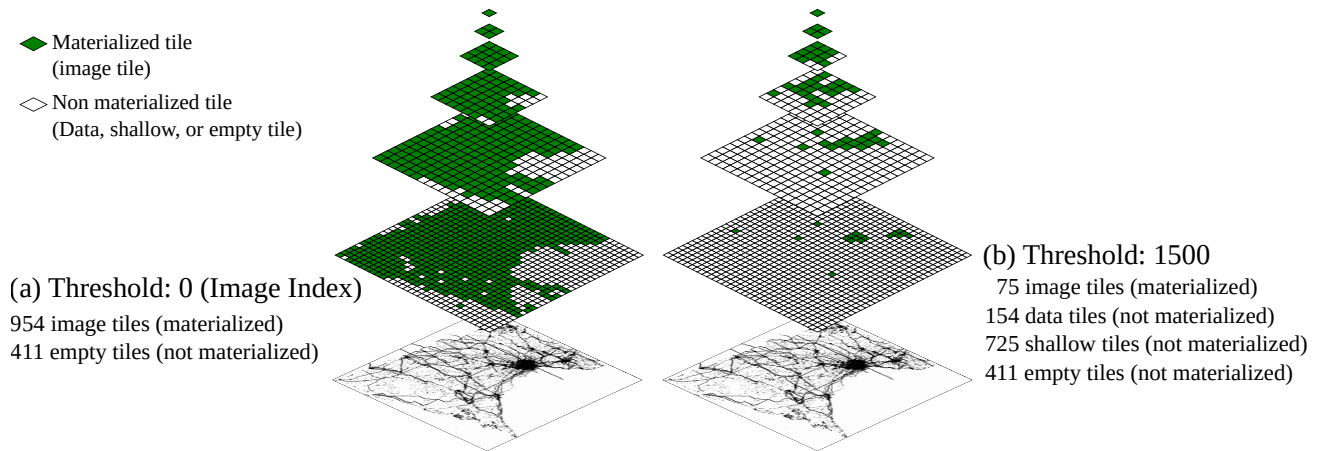 Materialized tile
(image tile)
Non materialized tile
(Data, shallow, or empty tile)
(a) Threshold: 0 (Image Index)
954 image tiles (materialized)
411 empty tiles (not materialized)
(b) Threshold: 1500
75 image tiles (materialized)
154 data tiles (not materialized)
725 shallow tiles (not materialized)
411 empty tiles (not materialized)